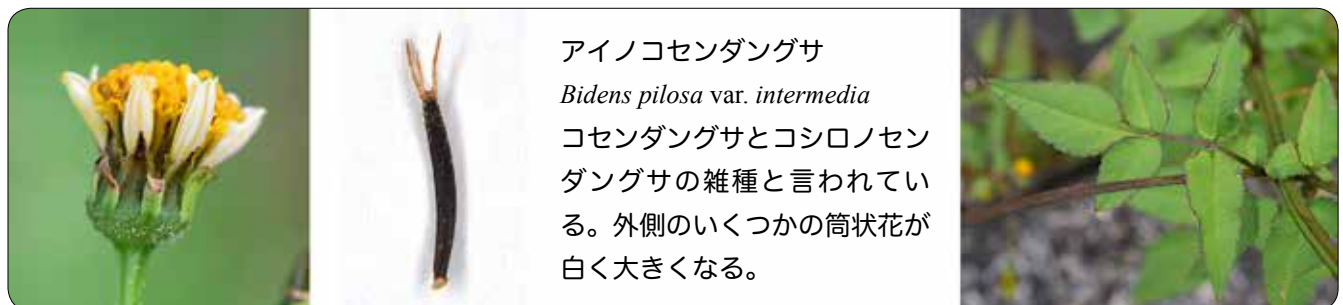 アイノコセンダングサ
Bidens pilosa var. intermedia
コセンダングサとコシロノセン
ダングサの雑種と言われてい
る。外側のいくつかの筒状花が
白く大きくなる。